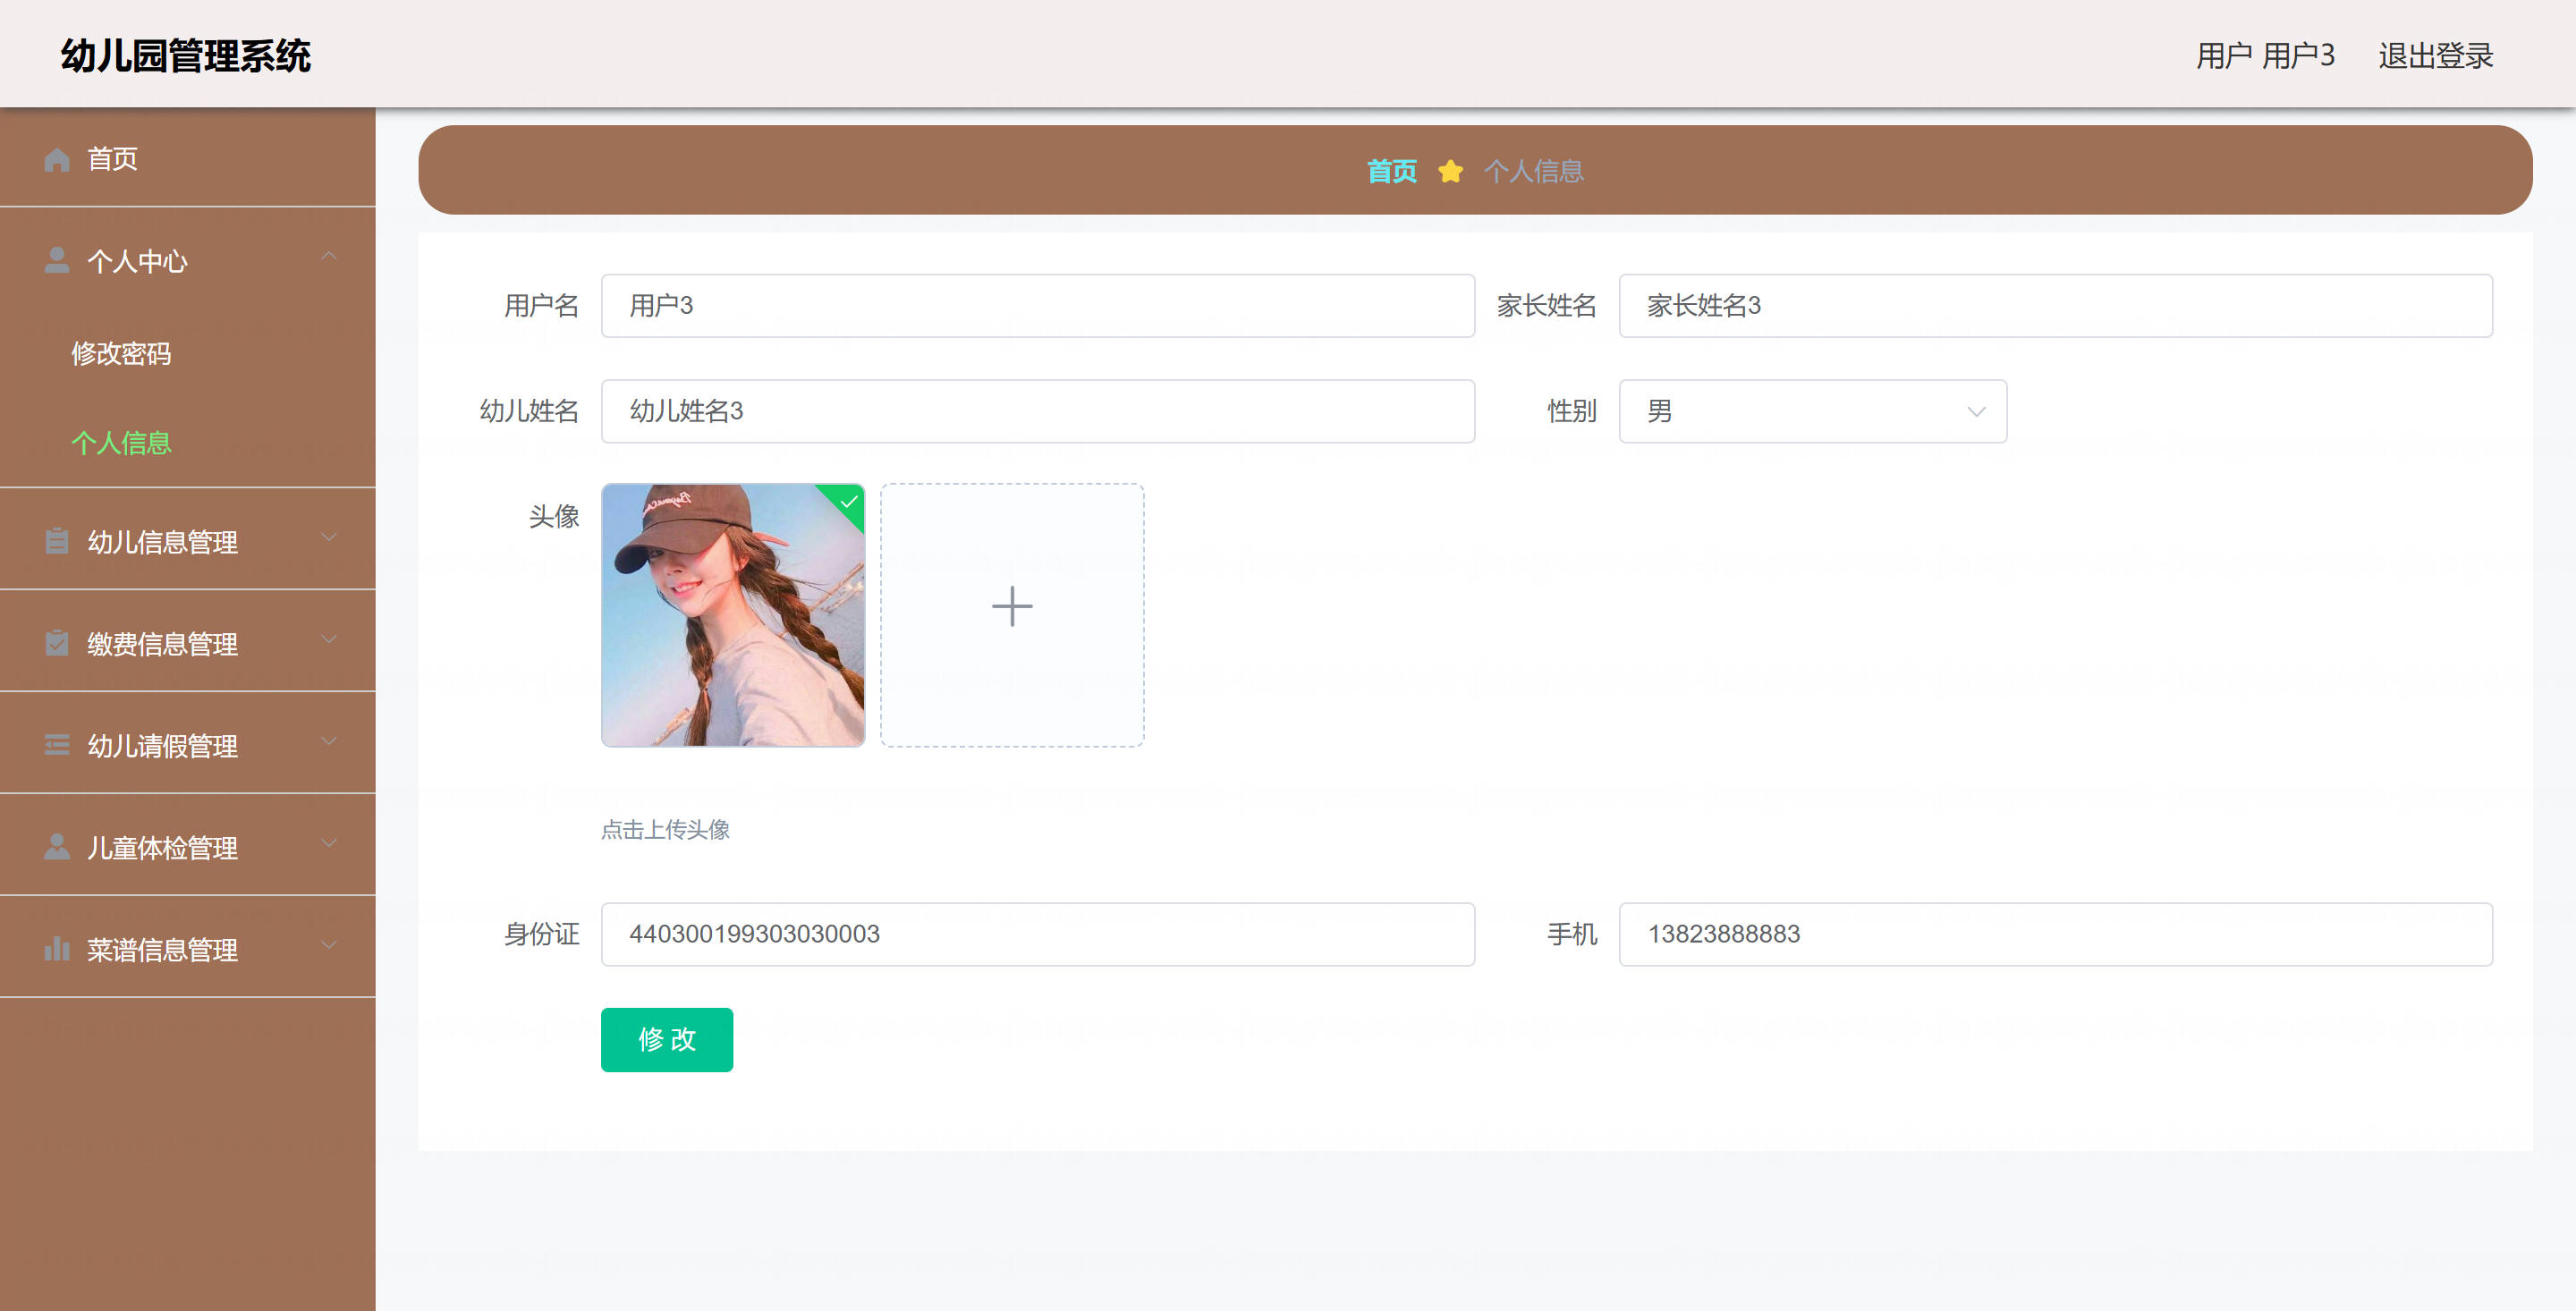 幼儿园管理系统
用户 用户3 退出登录
首页
首页 个人信息
个人中心
修改密码
个人信息
幼儿信息管理
缴费信息管理
幼儿请假管理
儿童体检管理
菜谱信息管理
用户名 用户3 家长姓名 家长姓名3
幼儿姓名 幼儿姓名3 性别 男
头像
点击上传头像
身份证 440300199303030003 手机 13823888883
修 改